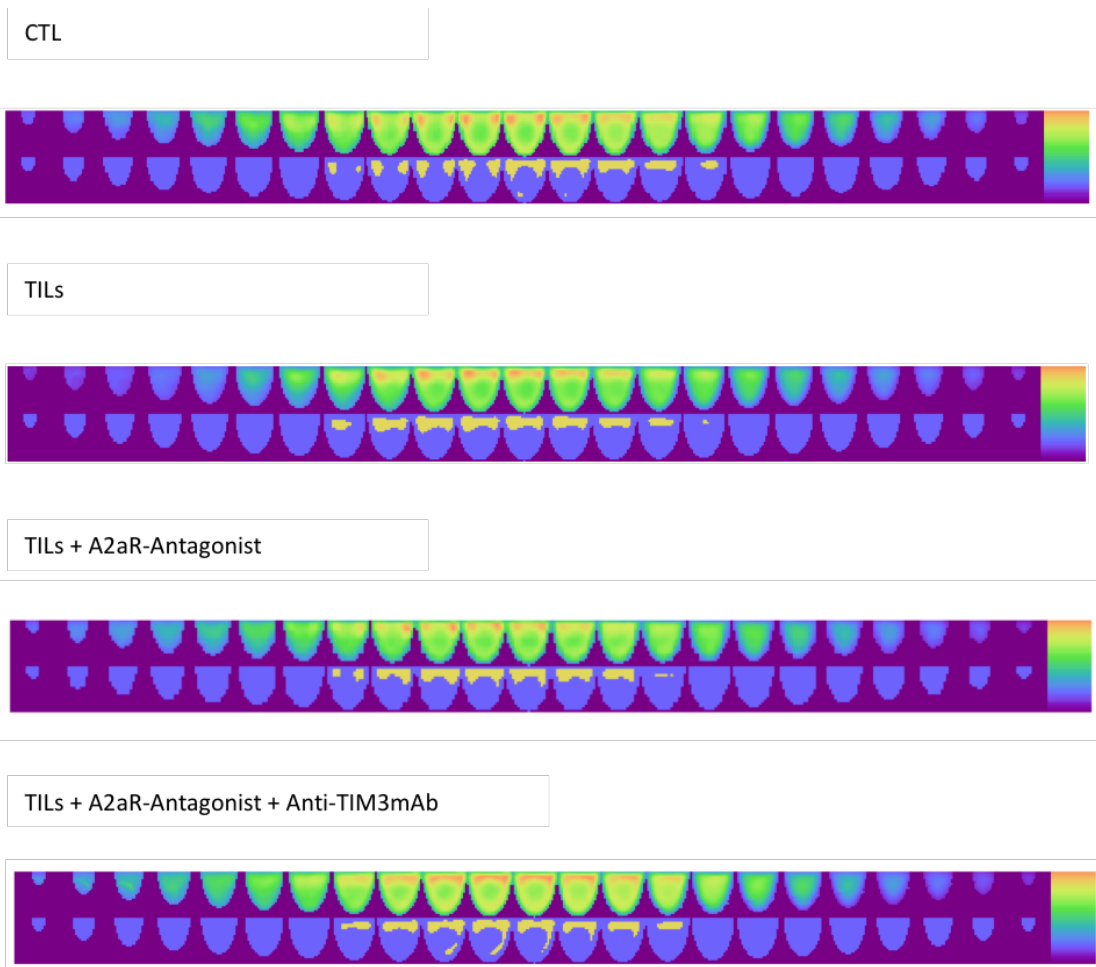 CTL
TILs
TILs + A2aR-Antagonist
TILs + A2aR-Antagonist + Anti-TIM3mAb